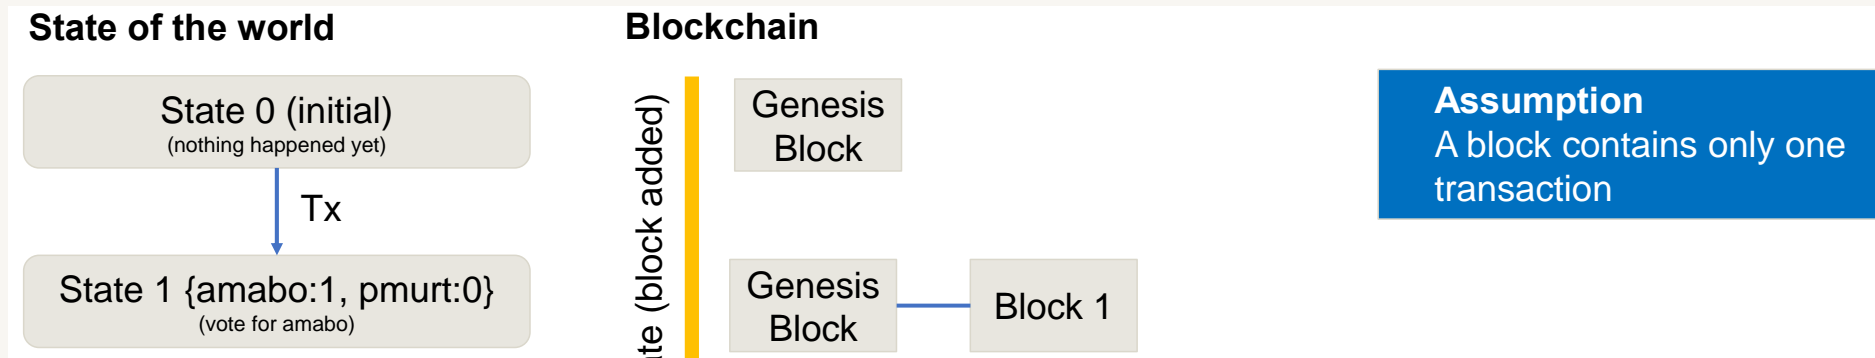 State of the world
Blockchain
State 0 (initial)
(nothing happened yet)
Tx
State 1 {amabo:1, pmurt:0}
(vote for amabo)
(block added)
Genesis
Block
Genesis
Block
Block 1
Assumption
A block contains only one
transaction